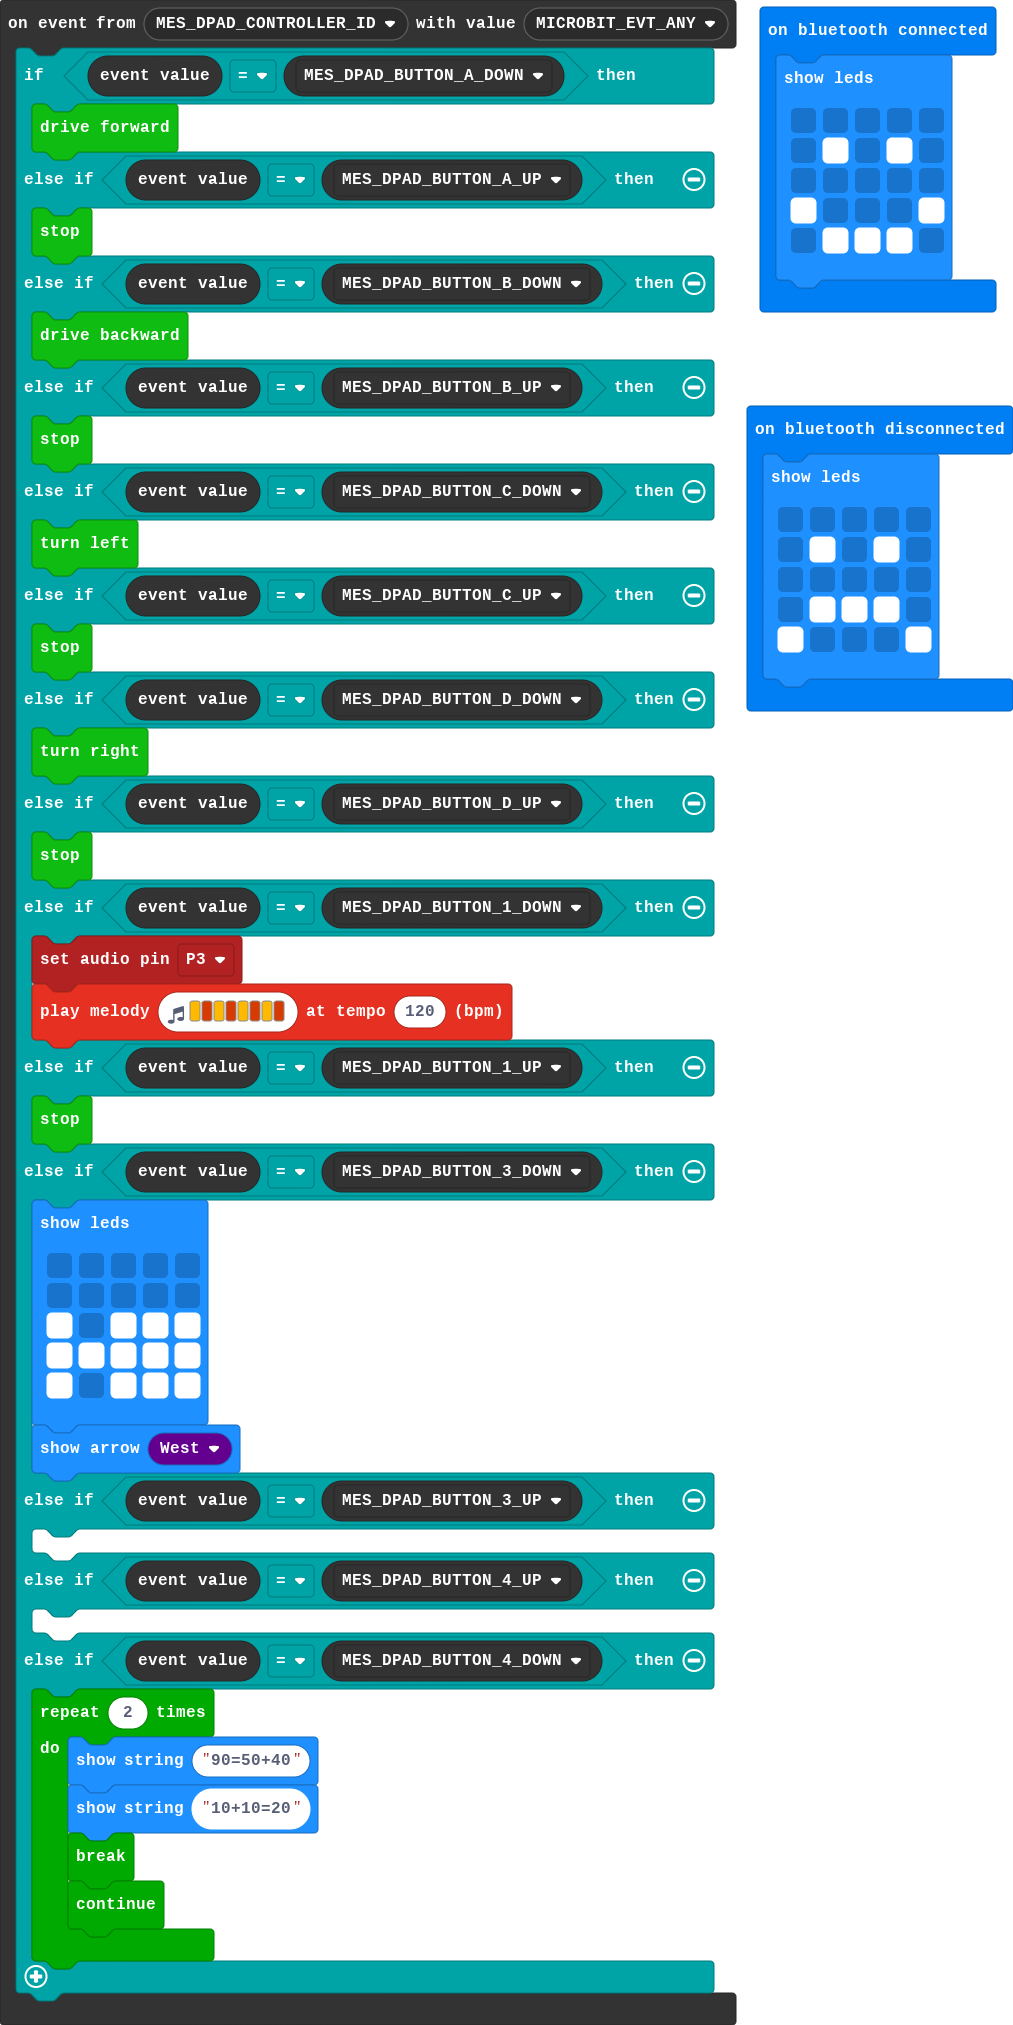 on event from MES_DPAD_CONTROLLER_ID with value MICROBIT_EVT_ANY
if event value = MES_DPAD_BUTTON_A_DOWN then
drive forward
else if event value = MES_DPAD_BUTTON_A_UP then
stop
else if event value = MES_DPAD_BUTTON_B_DOWN then
drive backward
else if event value = MES_DPAD_BUTTON_B_UP then
stop
else if event value = MES_DPAD_BUTTON_C_DOWN then
turn left
else if event value = MES_DPAD_BUTTON_C_UP then
stop
else if event value = MES_DPAD_BUTTON_D_DOWN then
turn right
else if event value = MES_DPAD_BUTTON_D_UP then
stop
else if event value = MES_DPAD_BUTTON_1_DOWN then
set audio pin P3
play melody at tempo 120 (bpm)
else if event value = MES_DPAD_BUTTON_1_UP then
stop
else if event value = MES_DPAD_BUTTON_3_DOWN then
show leds
show arrow West
else if event value = MES_DPAD_BUTTON_3_UP then
else if event value = MES_DPAD_BUTTON_4_UP then
else if event value = MES_DPAD_BUTTON_4_DOWN then
repeat 2 times
do
show string "90=50+40"
show string "10+10=20"
break
continue
on bluetooth connected
show leds
on bluetooth disconnected
show leds